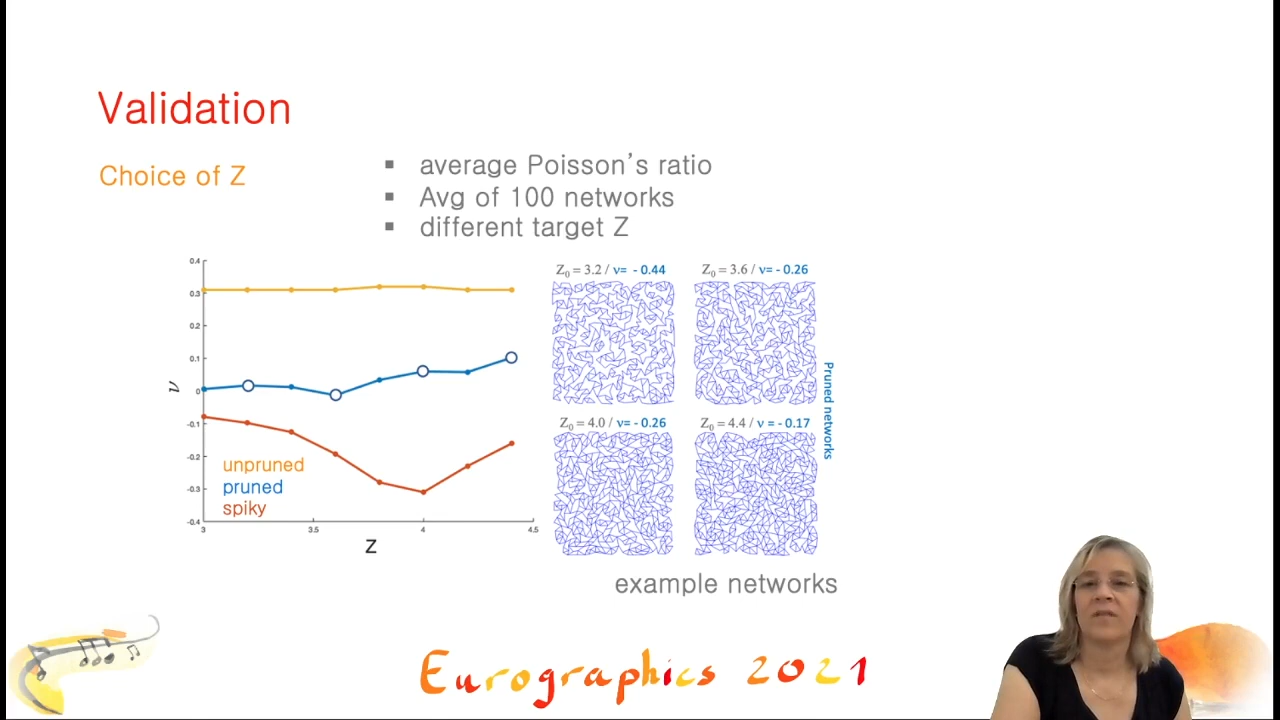 Validation
Choice of Z
▪ average Poisson's ratio
▪ Avg of 100 networks
▪ different target Z
0.4
0.3
0.2
0.1
0
-0.1
-0.2
-0.3
-0.4
ν
3
3.5
4
4.5
Z
unpruned
pruned
spiky
Z0 = 3.2 / ν= - 0.44
Z0 = 3.6 / ν= - 0.26
Z0 = 4.0 / ν= - 0.26
Z0 = 4.4 / ν = - 0.17
Pruned networks
example networks
Eurographics 2021